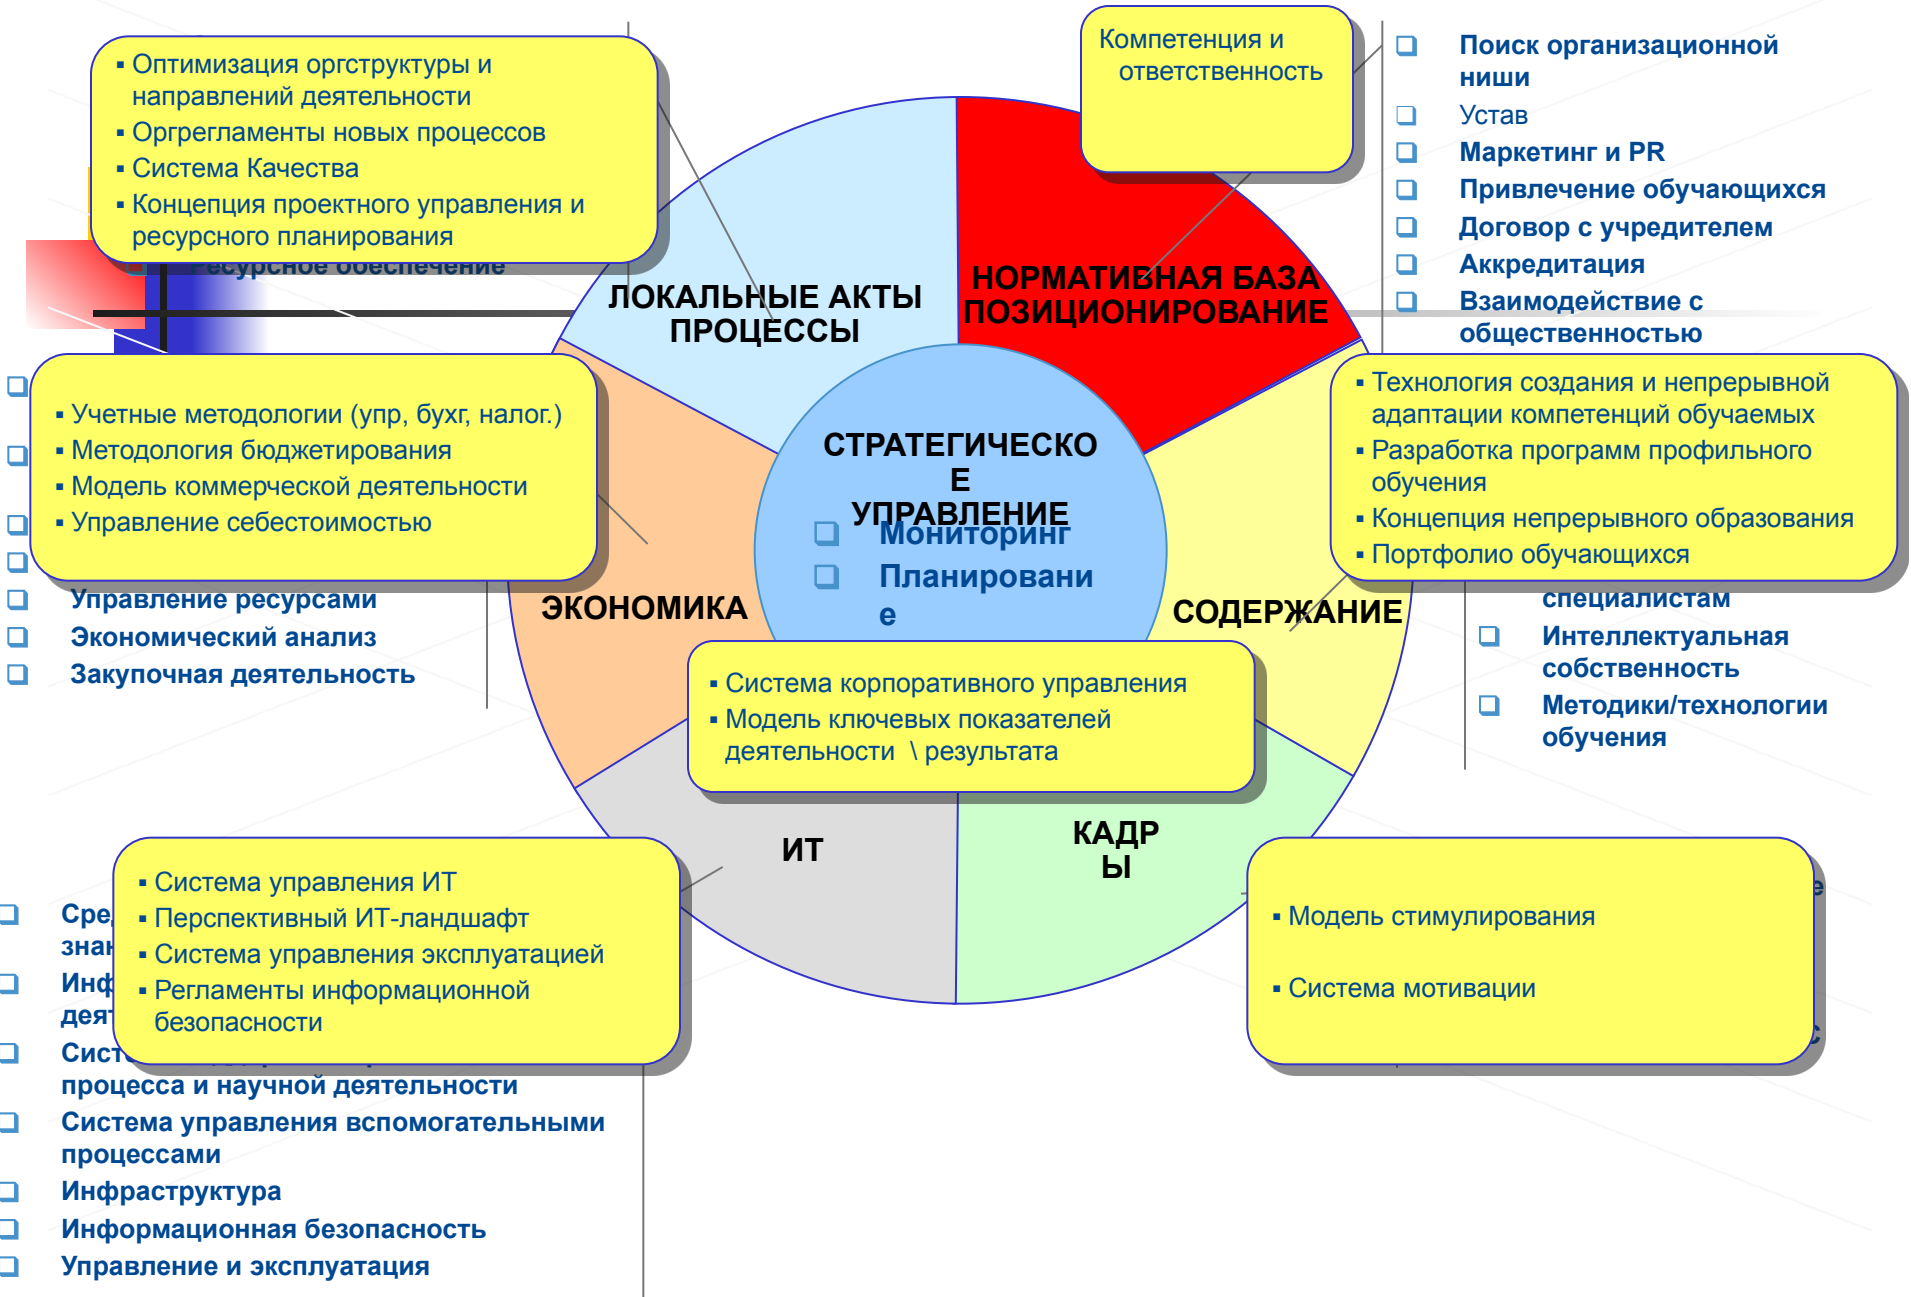 ▪ Оптимизация оргструктуры и
направлений деятельности
▪ Оргрегламенты новых процессов
▪ Система Качества
▪ Концепция проектного управления и
ресурсного планирования
Ресурсное обеспечение
Компетенция и
ответственность
Поиск организационной
ниши
Устав
Маркетинг и PR
Привлечение обучающихся
Договор с учредителем
Аккредитация
Взаимодействие с
общественностью
ЛОКАЛЬНЫЕ АКТЫ
ПРОЦЕССЫ
НОРМАТИВНАЯ БАЗА
ПОЗИЦИОНИРОВАНИЕ
▪ Учетные методологии (упр, бухг, налог.)
▪ Методология бюджетирования
▪ Модель коммерческой деятельности
▪ Управление себестоимостью
Управление ресурсами
Экономический анализ
Закупочная деятельность
ЭКОНОМИКА
СТРАТЕГИЧЕСКО
Е
УПРАВЛЕНИЕ
Мониторинг
Планировани
е
▪ Технология создания и непрерывной
адаптации компетенций обучаемых
▪ Разработка программ профильного
обучения
▪ Концепция непрерывного образования
▪ Портфолио обучающихся
СОДЕРЖАНИЕ
специалистам
Интеллектуальная
собственность
Методики/технологии
обучения
▪ Система корпоративного управления
▪ Модель ключевых показателей
деятельности \ результата
ИТ
КАДР
Ы
▪ Система управления ИТ
▪ Перспективный ИТ-ландшафт
▪ Система управления эксплуатацией
▪ Регламенты информационной
безопасности
процесса и научной деятельности
Система управления вспомогательными
процессами
Инфраструктура
Информационная безопасность
Управление и эксплуатация
▪ Модель стимулирования
▪ Система мотивации